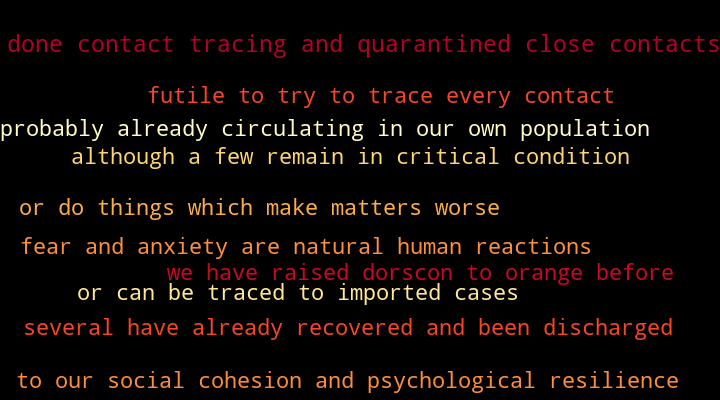 done contact tracing and quarantined close contacts
futile to try to trace every contact
probably already circulating in our own population
although a few remain in critical condition
or do things which make matters worse
fear and anxiety are natural human reactions
we have raised dorscon to orange before
or can be traced to imported cases
several have already recovered and been discharged
to our social cohesion and psychological resilience